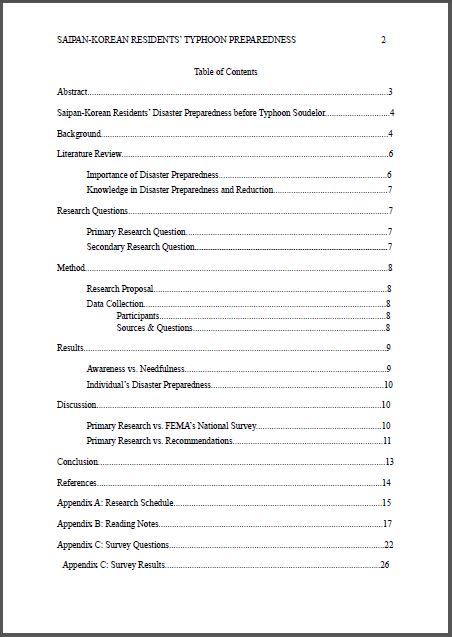 SAIPAN-KOREAN RESIDENTS’ TYPHOON PREPAREDNESS 2
Table of Contents
Abstract...3
Saipan-Korean Residents’ Disaster Preparedness before Typhoon Soudelor...4
Background...4
Literature Review...6
Importance of Disaster Preparedness...6
Knowledge in Disaster Preparedness and Reduction...7
Research Questions...7
Primary Research Question...7
Secondary Research Question...7
Method...8
Research Proposal...8
Data Collection...8
Participants...8
Sources & Questions...8
Results...9
Awareness vs. Needfulness...9
Individual’s Disaster Preparedness...10
Discussion...10
Primary Research vs. FEMA’s National Survey...10
Primary Research vs. Recommendations...11
Conclusion...13
References...14
Appendix A: Research Schedule...15
Appendix B: Reading Notes...17
Appendix C: Survey Questions...22
Appendix C: Survey Results...26